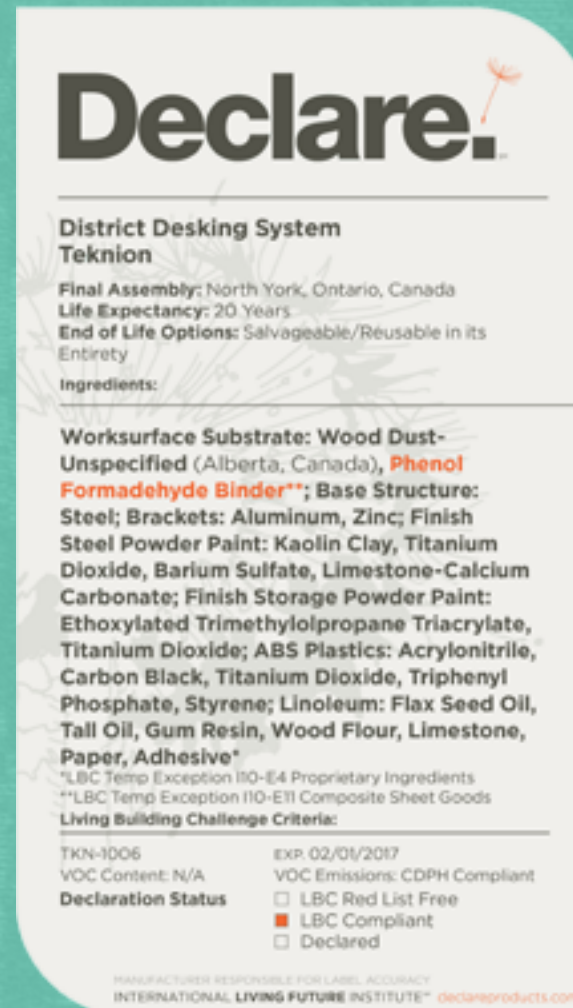 Declare.
District Desking System
Teknion
Final Assembly: North York, Ontario, Canada
Life Expectancy: 20 Years
End of Life Options: Salvageable/Reusable in its
Entirety
Ingredients:
Worksurface Substrate: Wood Dust-
Unspecified (Alberta, Canada), Phenol
Formadehyde Binder**; Base Structure:
Steel; Brackets: Aluminum, Zinc; Finish
Steel Powder Paint: Kaolin Clay, Titanium
Dioxide, Barium Sulfate, Limestone-Calcium
Carbonate; Finish Storage Powder Paint:
Ethoxylated Trimethylolpropane Triacrylate,
Titanium Dioxide; ABS Plastics: Acrylonitrile,
Carbon Black, Titanium Dioxide, Triphenyl
Phosphate, Styrene; Linoleum: Flax Seed Oil,
Tall Oil, Gum Resin, Wood Flour, Limestone,
Paper, Adhesive*
*LBC Temp Exception I10-E4 Proprietary Ingredients
**LBC Temp Exception I10-E11 Composite Sheet Goods
Living Building Challenge Criteria:
TKN-1006 EXP. 02/01/2017
VOC Content: N/A VOC Emissions: CDPH Compliant
Declaration Status LBC Red List Free
LBC Compliant
Declared
MANUFACTURER RESPONSIBLE FOR LABEL ACCURACY
INTERNATIONAL LIVING FUTURE INSTITUTE declareproducts.com